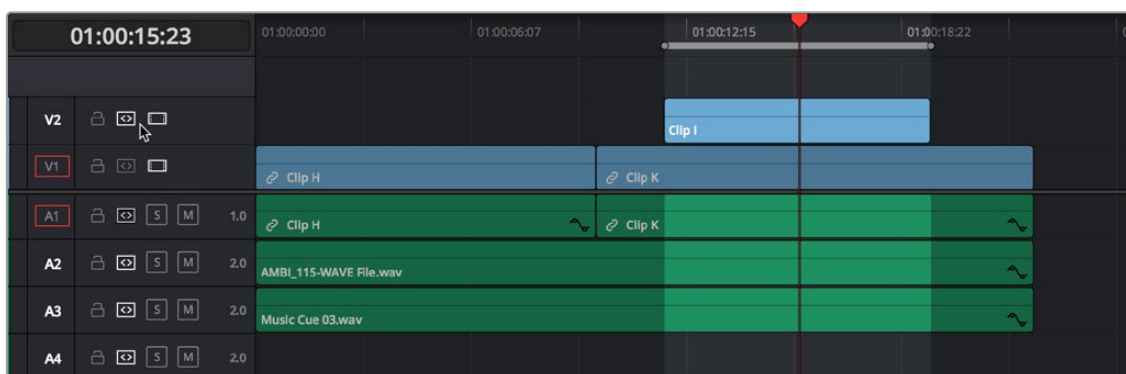 01:00:15:23
01:00:00:00 01:00:06:07 01:00:12:15 01:00:18:22
V2
Clip I
V1
Clip H Clip K
A1 S M 1.0
Clip H Clip K
A2 S M 2.0
AMBI_115-WAVE File.wav
A3 S M 2.0
Music Cue 03.wav
A4 S M 2.0